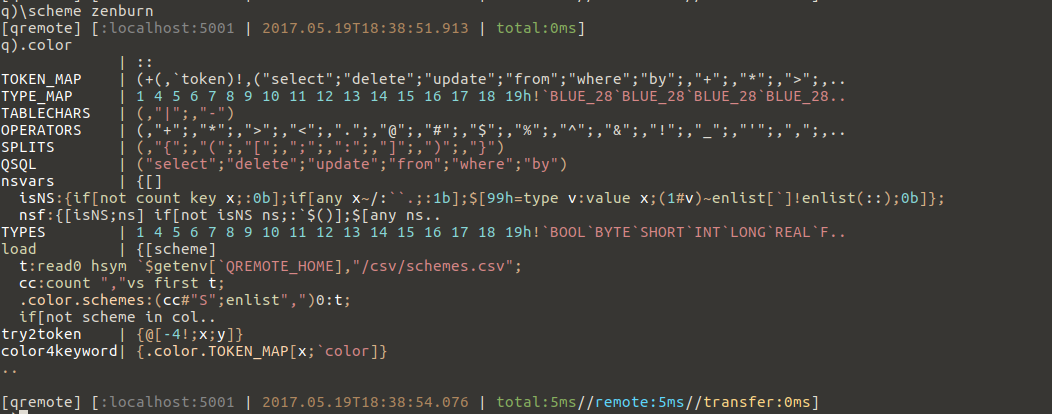 q)\scheme zenburn
[qremote] [:localhost:5001 | 2017.05.19T18:38:51.913 | total:0ms]
q).color
| ::
TOKEN_MAP | (+(,`token)!,("select";"delete";"update";"from";"where";"by";,"+";,"*";,">";,..
TYPE_MAP | 1 4 5 6 7 8 9 10 11 12 13 14 15 16 17 18 19h!`BLUE_28`BLUE_28`BLUE_28`BLUE_28..
TABLECHARS | (,"|";,"-")
OPERATORS | (,"+";,"*";,">";,"<";,".";,"@";,"#";,"$";,"%";,"^";,"&";,"!";,"_";,"'";,",";,..
SPLITS | (,"{";,"(";,"[";,";";,":";,"]";,")";,"}")
QSQL | ("select";"delete";"update";"from";"where";"by")
nsvars | {[]
isNS:{if[not count key x;:0b];if[any x~/:``.;:1b];$[99h=type v:value x;(1#v)~enlist[`]!enlist(::);0b]};
nsf:{[isNS;ns] if[not isNS ns;:`$()];$[any ns..
TYPES | 1 4 5 6 7 8 9 10 11 12 13 14 15 16 17 18 19h!`BOOL`BYTE`SHORT`INT`LONG`REAL`F..
load | {[scheme]
t:read0 hsym `$getenv[`QREMOTE_HOME],"/csv/schemes.csv";
cc:count ","vs first t;
.color.schemes:(cc#"S";enlist",")0:t;
if[not scheme in col..
try2token | {@[-4!;x;y]}
color4keyword| {.color.TOKEN_MAP[x;`color]}
..
[qremote] [:localhost:5001 | 2017.05.19T18:38:54.076 | total:5ms//remote:5ms//transfer:0ms]